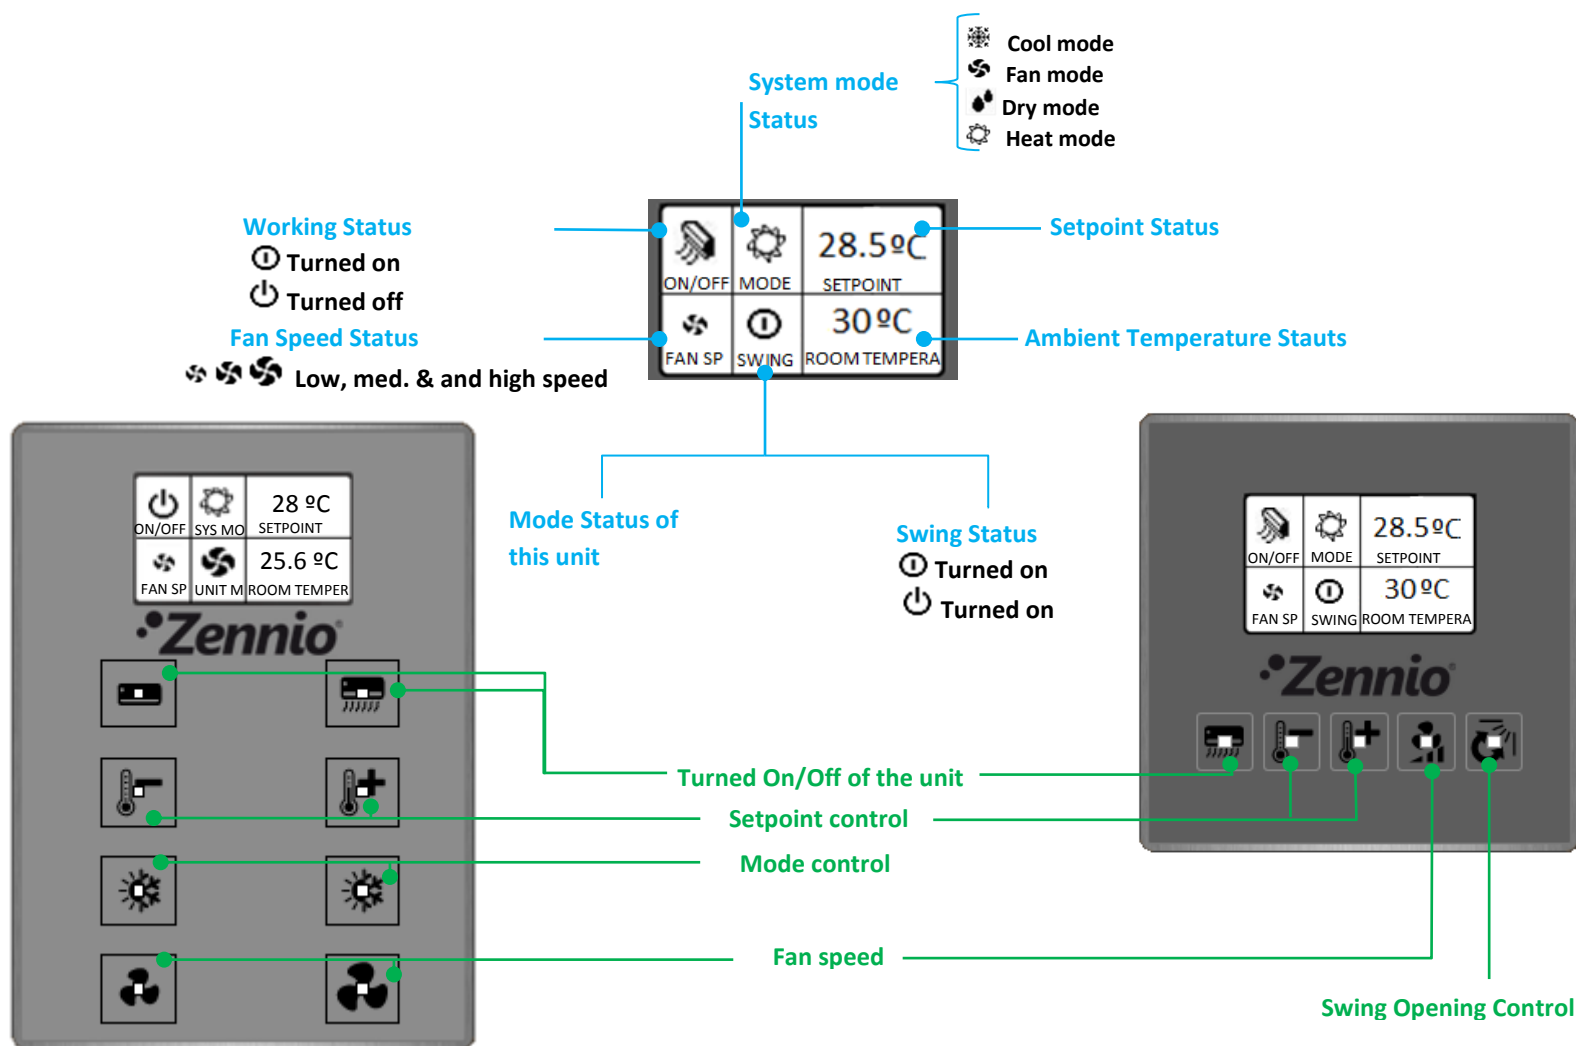 Cool mode
Fan mode
Dry mode
Heat mode
System mode
Status
Working Status
Turned on
Turned off
Fan Speed Status
Low, med. & and high speed
28.5ºC
ON/OFF MODE SETPOINT
30ºC
FAN SP SWING ROOM TEMPERA
Setpoint Status
Ambient Temperature Stauts
Mode Status of
this unit
Swing Status
Turned on
Turned on
28 ºC
ON/OFF SYS MO SETPOINT
25.6 ºC
FAN SP UNIT M ROOM TEMPER
Zennio
28.5ºC
ON/OFF MODE SETPOINT
30ºC
FAN SP SWING ROOM TEMPERA
Zennio
Turned On/Off of the unit
Setpoint control
Mode control
Fan speed
Swing Opening Control